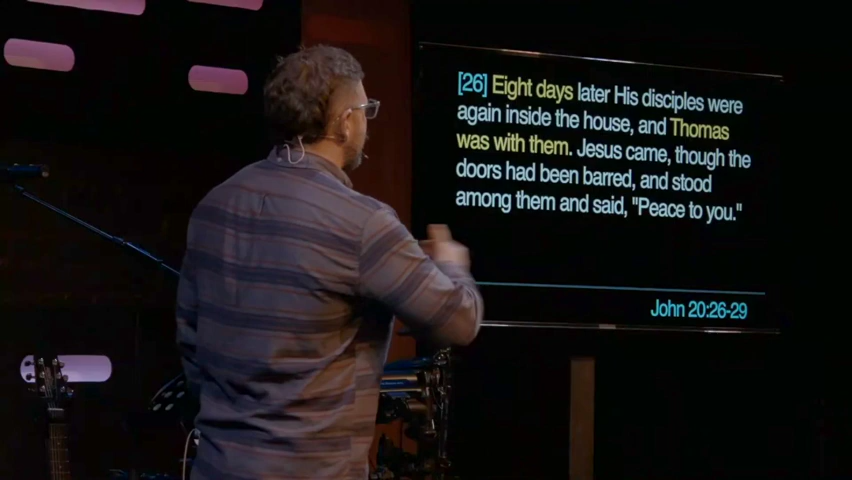 [26] Eight days later His disciples were
again inside the house, and Thomas
was with them. Jesus came, though the
doors had been barred, and stood
among them and said, "Peace to you."
John 20:26-29